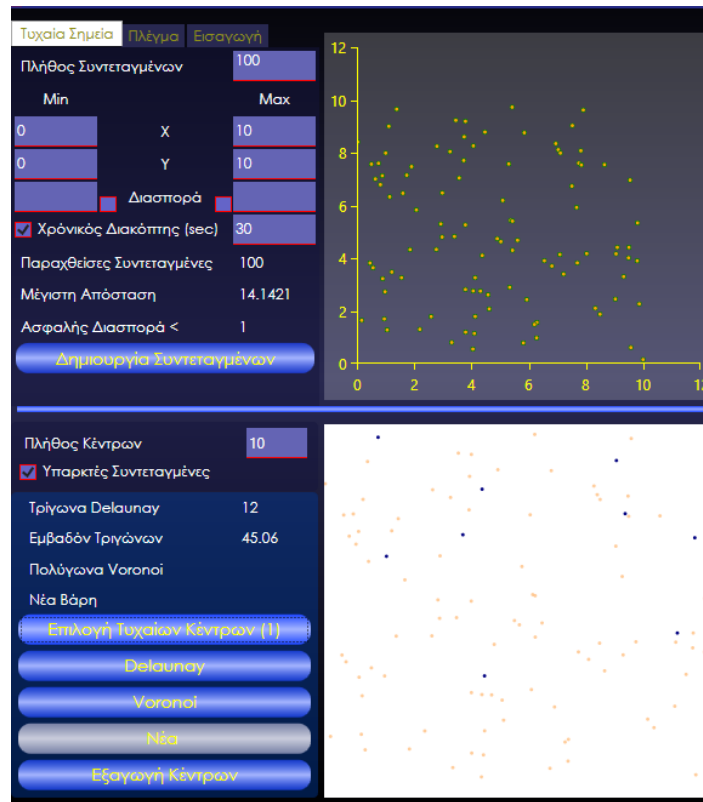 Τυχαία Σημεία Πλέγμα Εισαγωγή
Πλήθος Συντεταγμένων 100
Min Max
0 X 10
0 Y 10
Διασπορά
Χρόνικός Διακόπτης (sec) 30
Παραχθείσες Συντεταγμένες 100
Μέγιστη Απόσταση 14.1421
Ασφαλής Διασπορά < 1
Δημιουργία Συντεταγμένων
12
10
8
6
4
2
0
0 2 4 6 8 10 12
Πλήθος Κέντρων 10
Υπαρκτές Συντεταγμένες
Τρίγωνα Delaunay 12
Εμβαδόν Τριγώνων 45.06
Πολύγωνα Voronoi
Νέα Βάρη
Επιλογή Τυχαίων Κέντρων (1)
Delaunay
Voronoi
Νέα
Εξαγωγή Κέντρων